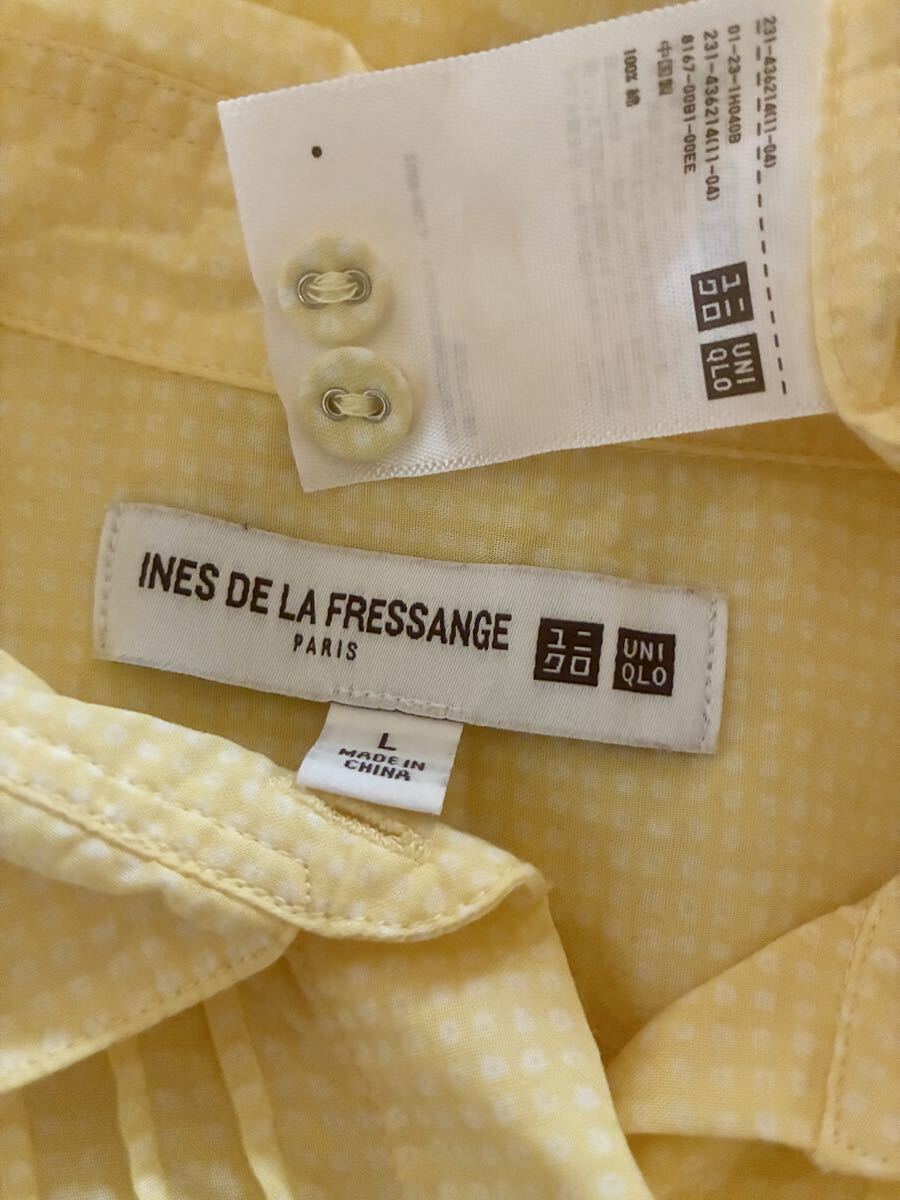 231-436214(11-04)
01-23-1H040B
231-436214(11-04)
8167-0081-00EE
中国製
100% 綿
ユニ
クロ
UNI
QLO
INES DE LA FRESSANGE
PARIS
ユニ
クロ
UNI
QLO
L
MADE IN
CHINA